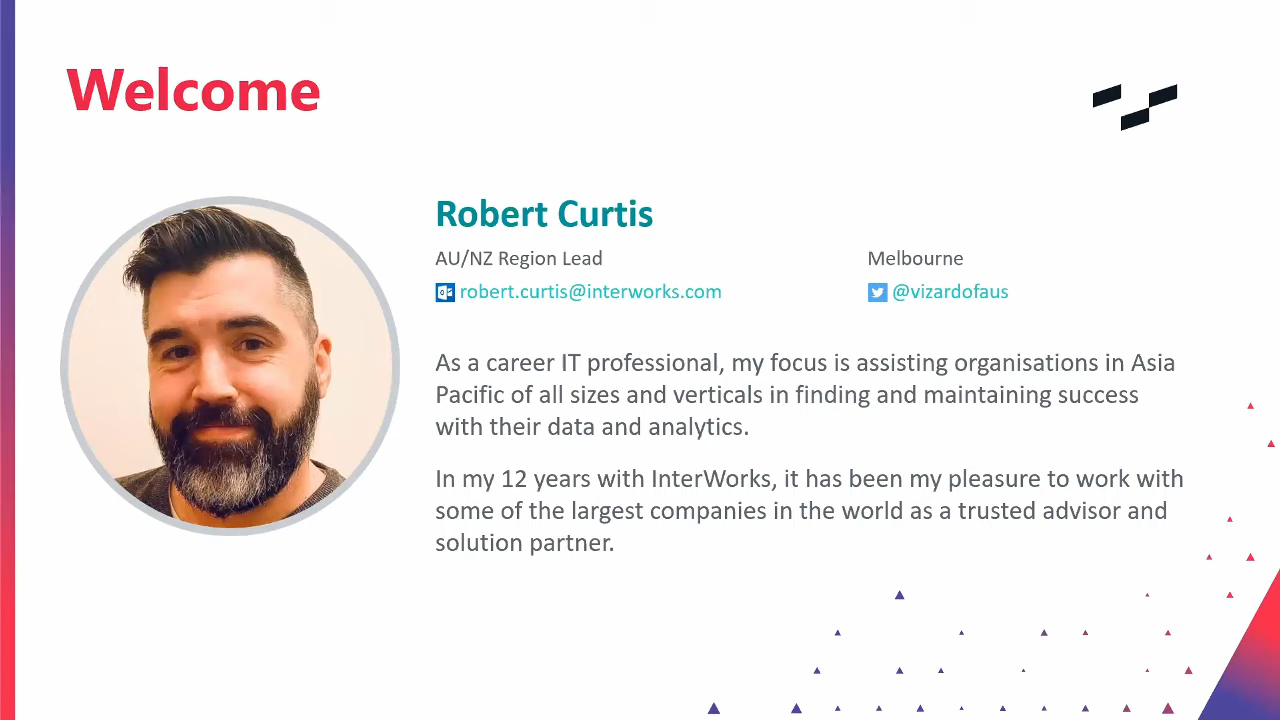 Welcome
Robert Curtis
AU/NZ Region Lead
Melbourne
robert.curtis@interworks.com
@vizardofaus
As a career IT professional, my focus is assisting organisations in Asia
Pacific of all sizes and verticals in finding and maintaining success
with their data and analytics.
In my 12 years with InterWorks, it has been my pleasure to work with
some of the largest companies in the world as a trusted advisor and
solution partner.